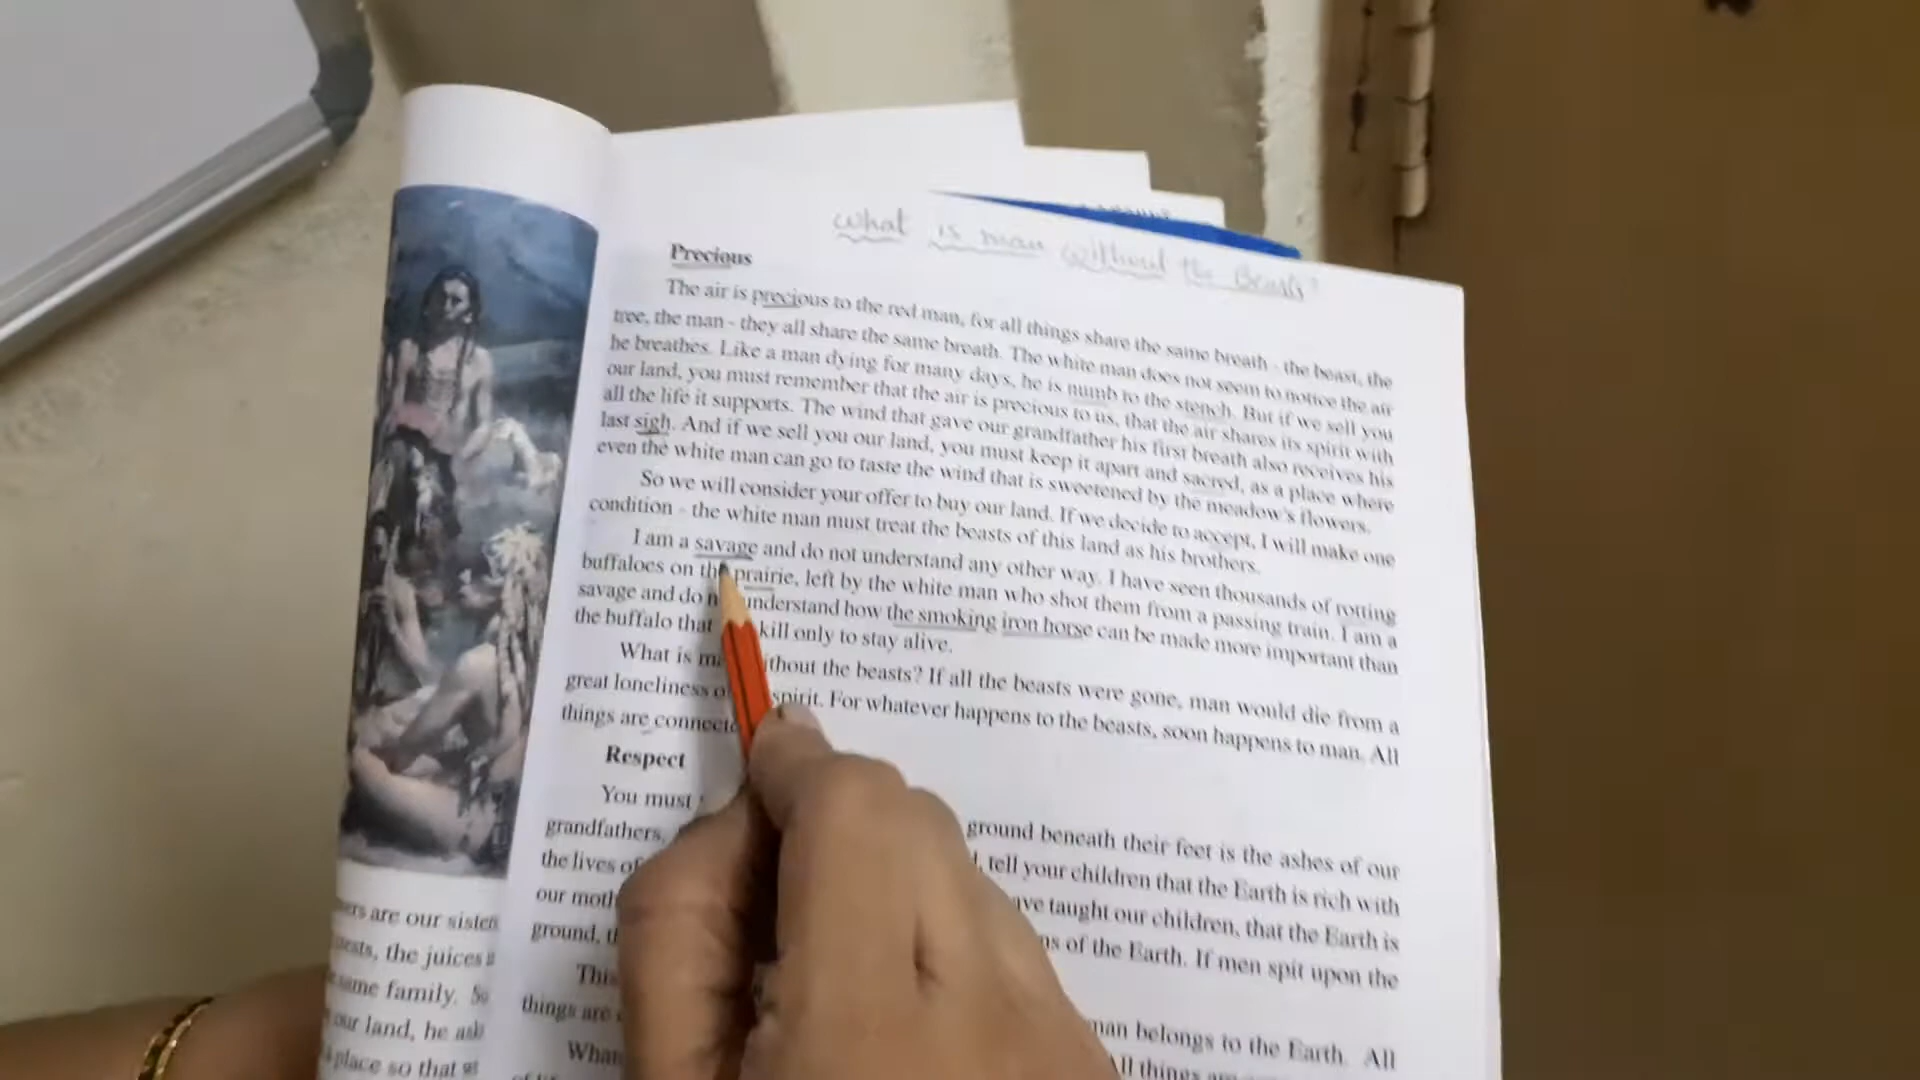 What is man without the Beasts?
Precious
The air is precious to the red man, for all things share the same breath - the beast, the
tree, the man - they all share the same breath. The white man does not seem to notice the air
he breathes. Like a man dying for many days, he is numb to the stench. But if we sell you
our land, you must remember that the air is precious to us, that the air shares its spirit with
all the life it supports. The wind that gave our grandfather his first breath also receives his
last sigh. And if we sell you our land, you must keep it apart and sacred, as a place where
even the white man can go to taste the wind that is sweetened by the meadow's flowers.
So we will consider your offer to buy our land. If we decide to accept, I will make one
condition - the white man must treat the beasts of this land as his brothers.
I am a savage and do not understand any other way. I have seen thousands of rotting
buffaloes on the prairie, left by the white man who shot them from a passing train. I am a
savage and do understand how the smoking iron horse can be made more important than
the buffalo that kill only to stay alive.
What is without the beasts? If all the beasts were gone, man would die from a
great loneliness spirit. For whatever happens to the beasts, soon happens to man. All
things are
Respect
You must
grandfathers, ground beneath their feet is the ashes of our
the lives of tell your children that the Earth is rich with
our taught our children, that the Earth is
ground, of the Earth. If men spit upon the
things are man belongs to the Earth. All
All things
ers are our sisters
the juices
same family. So
our land, he asks
place so that